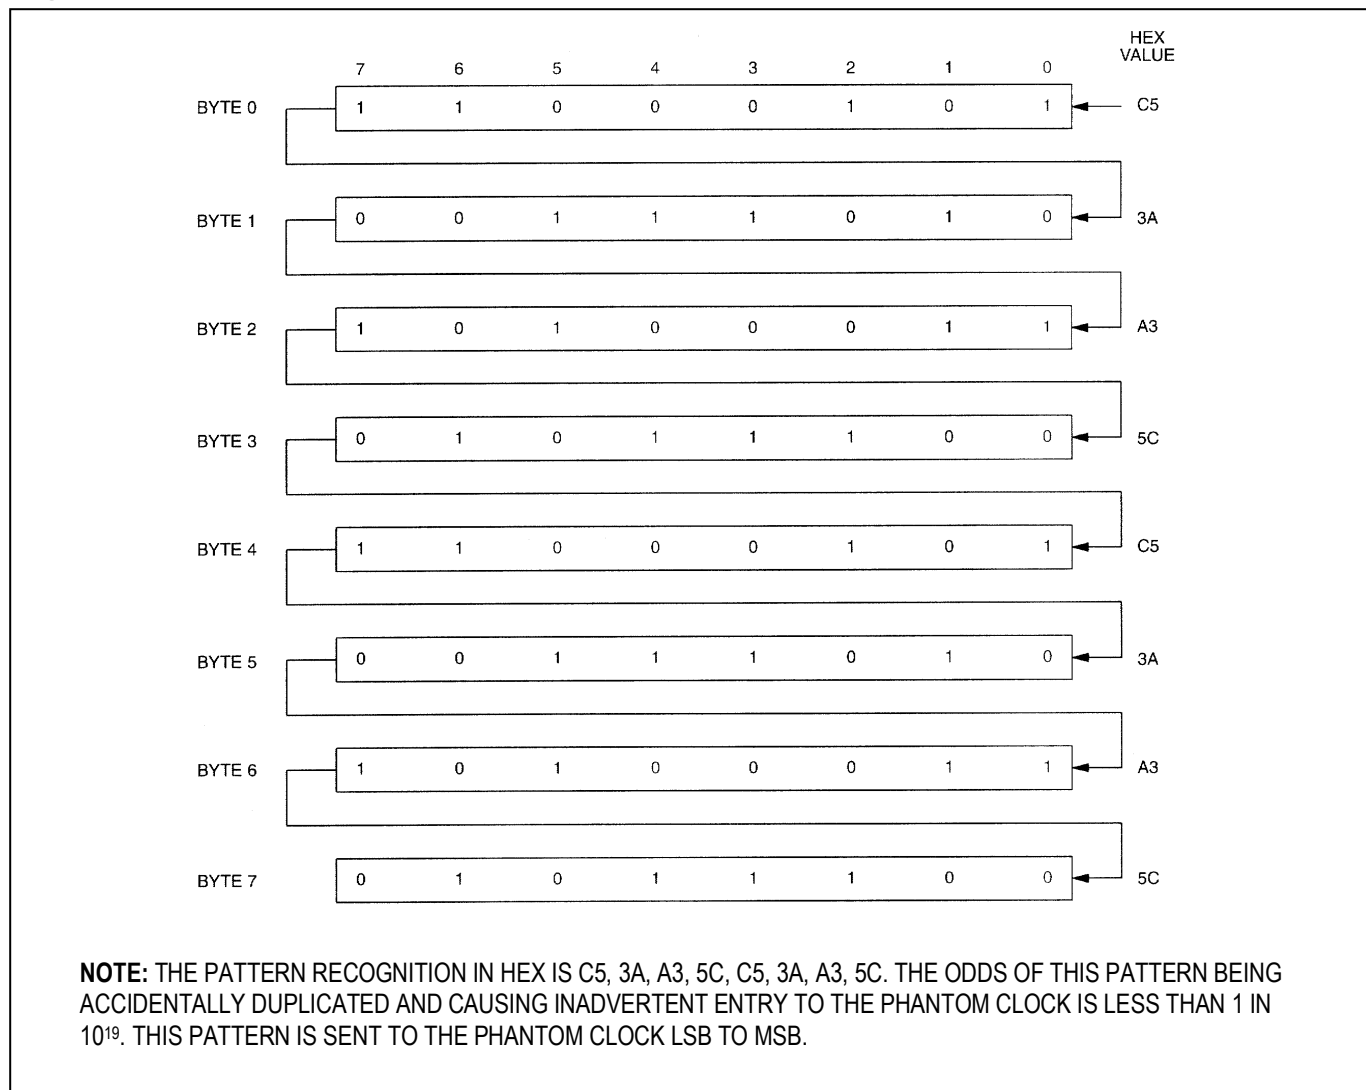 HEX
VALUE
7 6 5 4 3 2 1 0
BYTE 0 1 1 0 0 0 1 0 1 C5
BYTE 1 0 0 1 1 1 0 1 0 3A
BYTE 2 1 0 1 0 0 0 1 1 A3
BYTE 3 0 1 0 1 1 1 0 0 5C
BYTE 4 1 1 0 0 0 1 0 1 C5
BYTE 5 0 0 1 1 1 0 1 0 3A
BYTE 6 1 0 1 0 0 0 1 1 A3
BYTE 7 0 1 0 1 1 1 0 0 5C
NOTE: THE PATTERN RECOGNITION IN HEX IS C5, 3A, A3, 5C, C5, 3A, A3, 5C. THE ODDS OF THIS PATTERN BEING
ACCIDENTALLY DUPLICATED AND CAUSING INADVERTENT ENTRY TO THE PHANTOM CLOCK IS LESS THAN 1 IN
10¹⁹. THIS PATTERN IS SENT TO THE PHANTOM CLOCK LSB TO MSB.